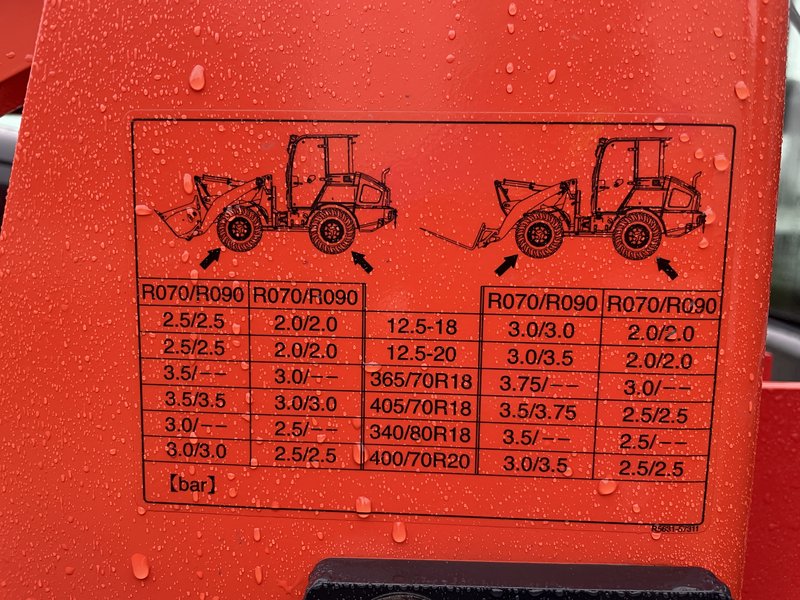 R070/R090 R070/R090 R070/R090 R070/R090
2.5/2.5 2.0/2.0 12.5-18 3.0/3.0 2.0/2.0
2.5/2.5 2.0/2.0 12.5-20 3.0/3.5 2.0/2.0
3.5/-- 3.0/-- 365/70R18 3.75/-- 3.0/--
3.5/3.5 3.0/3.0 405/70R18 3.5/3.75 2.5/2.5
3.0/-- 2.5/-- 340/80R18 3.5/-- 2.5/--
3.0/3.0 2.5/2.5 400/70R20 3.0/3.5 2.5/2.5
【bar】